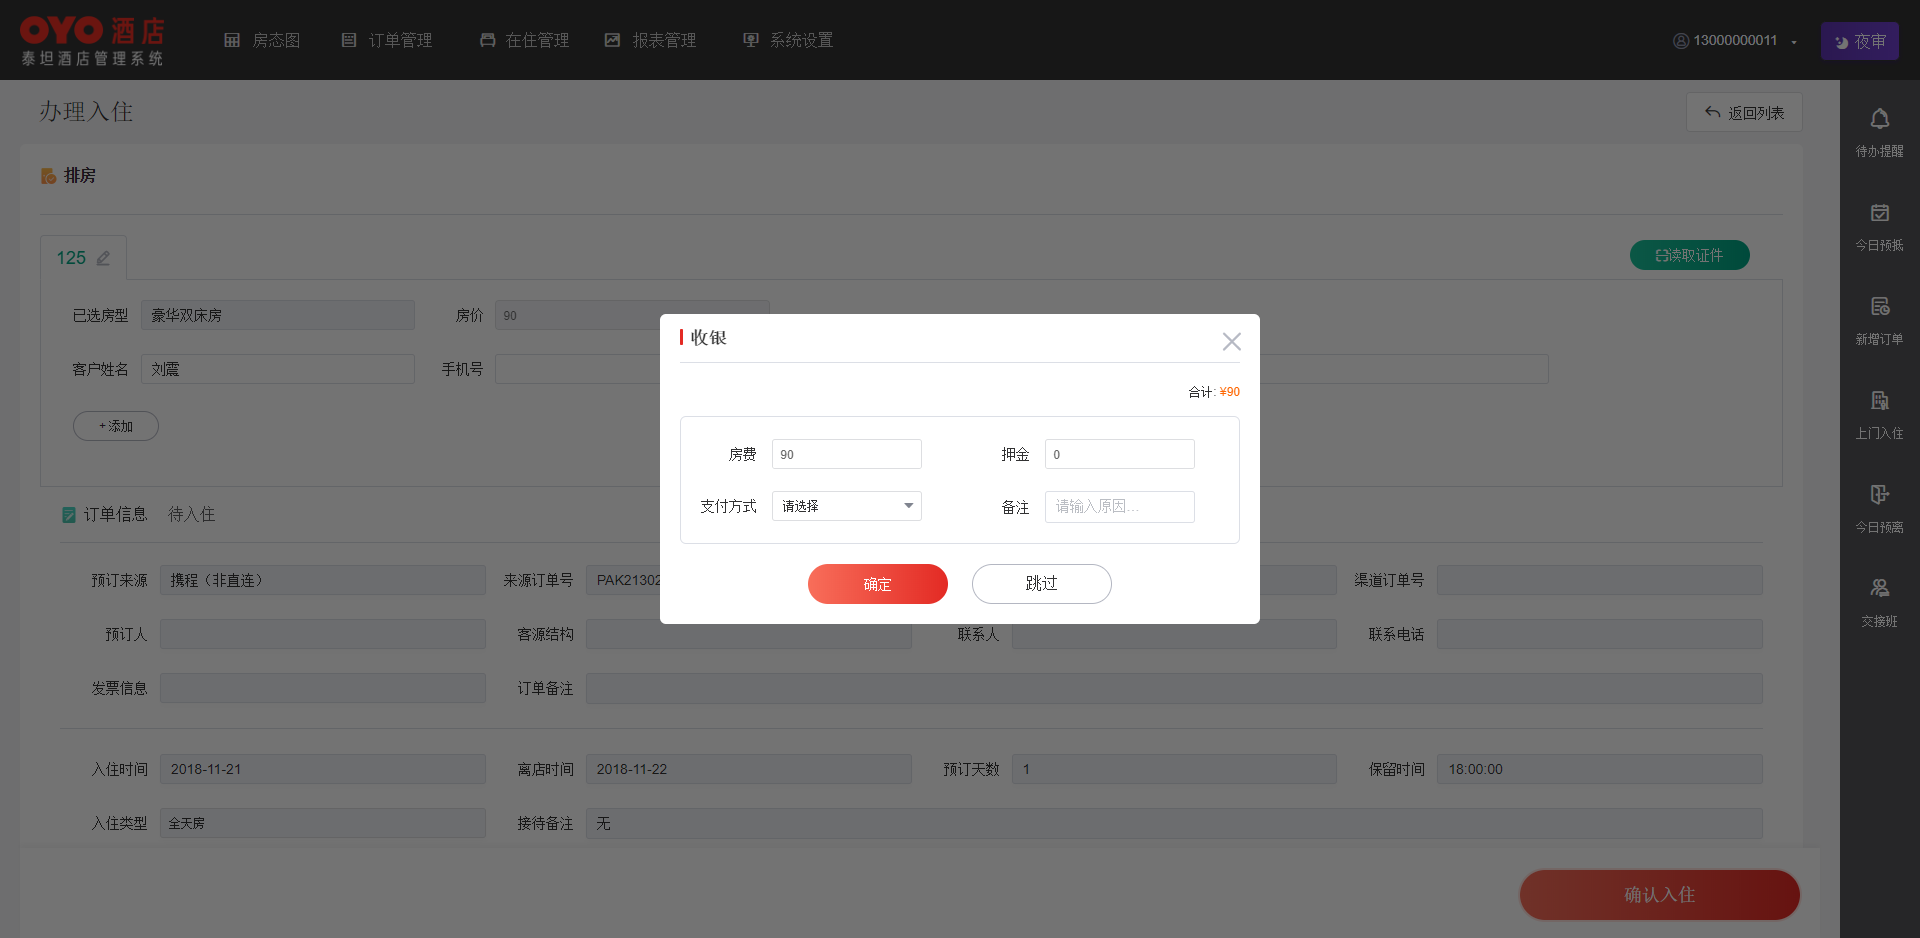 OYO 酒店
泰坦酒店管理系统
房态图 订单管理 在住管理 报表管理 系统设置
13000000011
夜审
办理入住
返回列表
排房
125
读取证件
已选房型 豪华双床房 房价 90
客户姓名 刘震 手机号
+添加
收银
合计: ¥90
房费 90 押金 0
支付方式 请选择 备注 请输入原因...
确定 跳过
订单信息 待入住
预订来源 携程（非直连） 来源订单号 PAK21302 渠道订单号
预订人 客源结构 联系人 联系电话
发票信息 订单备注
入住时间 2018-11-21 离店时间 2018-11-22 预订天数 1 保留时间 18:00:00
入住类型 全天房 接待备注 无
确认入住
待办提醒
今日预抵
新增订单
上门入住
今日预离
交接班